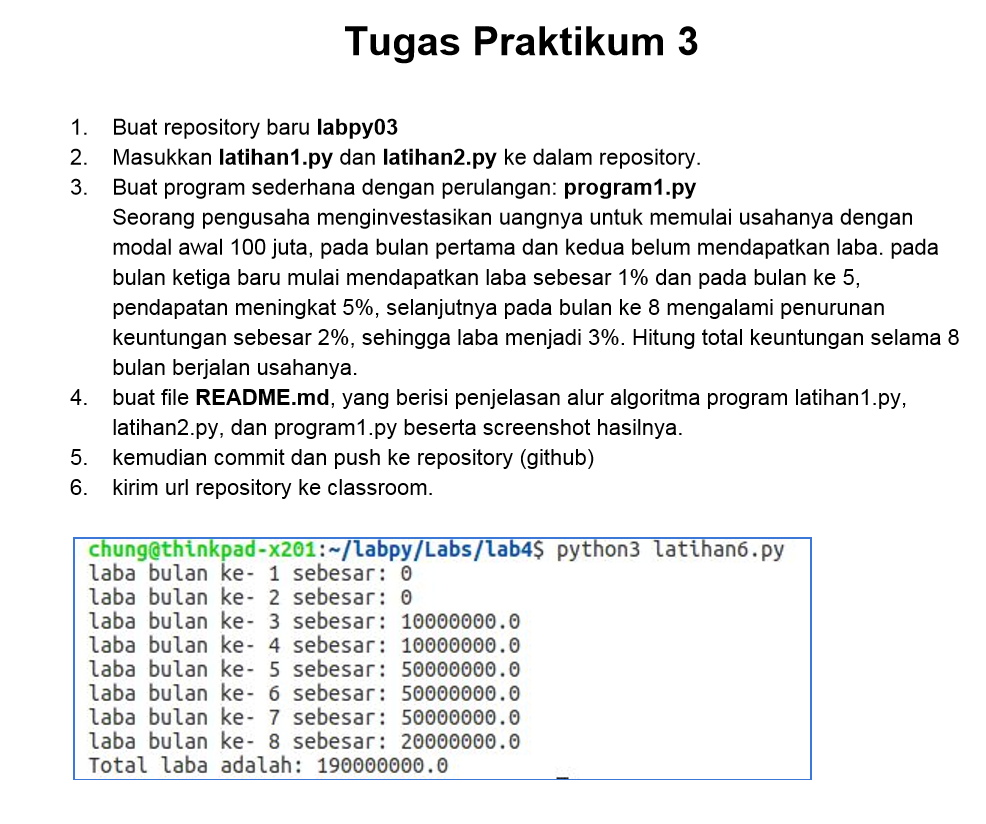 Tugas Praktikum 3
1. Buat repository baru labpy03
2. Masukkan latihan1.py dan latihan2.py ke dalam repository.
3. Buat program sederhana dengan perulangan: program1.py
Seorang pengusaha menginvestasikan uangnya untuk memulai usahanya dengan
modal awal 100 juta, pada bulan pertama dan kedua belum mendapatkan laba. pada
bulan ketiga baru mulai mendapatkan laba sebesar 1% dan pada bulan ke 5,
pendapatan meningkat 5%, selanjutnya pada bulan ke 8 mengalami penurunan
keuntungan sebesar 2%, sehingga laba menjadi 3%. Hitung total keuntungan selama 8
bulan berjalan usahanya.
4. buat file README.md, yang berisi penjelasan alur algoritma program latihan1.py,
latihan2.py, dan program1.py beserta screenshot hasilnya.
5. kemudian commit dan push ke repository (github)
6. kirim url repository ke classroom.
chung@thinkpad-x201:~/labpy/Labs/lab4$ python3 latihan6.py
laba bulan ke- 1 sebesar: 0
laba bulan ke- 2 sebesar: 0
laba bulan ke- 3 sebesar: 10000000.0
laba bulan ke- 4 sebesar: 10000000.0
laba bulan ke- 5 sebesar: 50000000.0
laba bulan ke- 6 sebesar: 50000000.0
laba bulan ke- 7 sebesar: 50000000.0
laba bulan ke- 8 sebesar: 20000000.0
Total laba adalah: 190000000.0